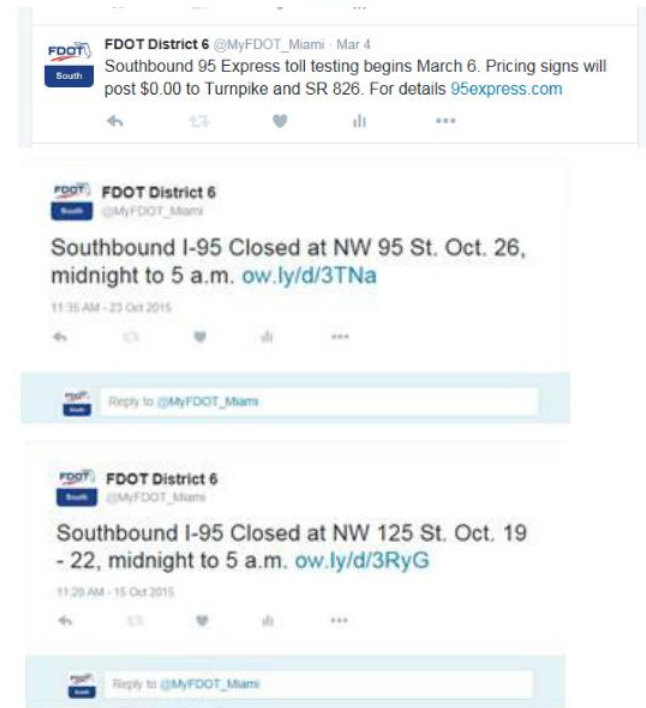 FDOT
South
FDOT District 6 @MyFDOT_Miami · Mar 4
Southbound 95 Express toll testing begins March 6. Pricing signs will
post $0.00 to Turnpike and SR 826. For details 95express.com
FDOT
South
FDOT District 6
@MyFDOT_Miami
Southbound I-95 Closed at NW 95 St. Oct. 26,
midnight to 5 a.m. ow.ly/d/3TNa
11:35 AM - 23 Oct 2015
FDOT
South
Reply to @MyFDOT_Miami
FDOT
South
FDOT District 6
@MyFDOT_Miami
Southbound I-95 Closed at NW 125 St. Oct. 19
- 22, midnight to 5 a.m. ow.ly/d/3RyG
11:20 AM - 15 Oct 2015
FDOT
South
Reply to @MyFDOT_Miami